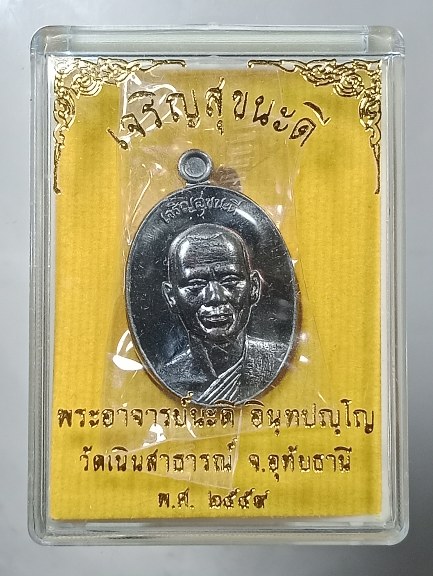 เจริญสุขนะดิ
เจริญสุขนะดิ
พระอาจารย์นะดิ อินฺทปญฺโญ
วัดเนินสาธารณ์ จ.อุทัยธานี
พ.ศ. ๒๕๕๙